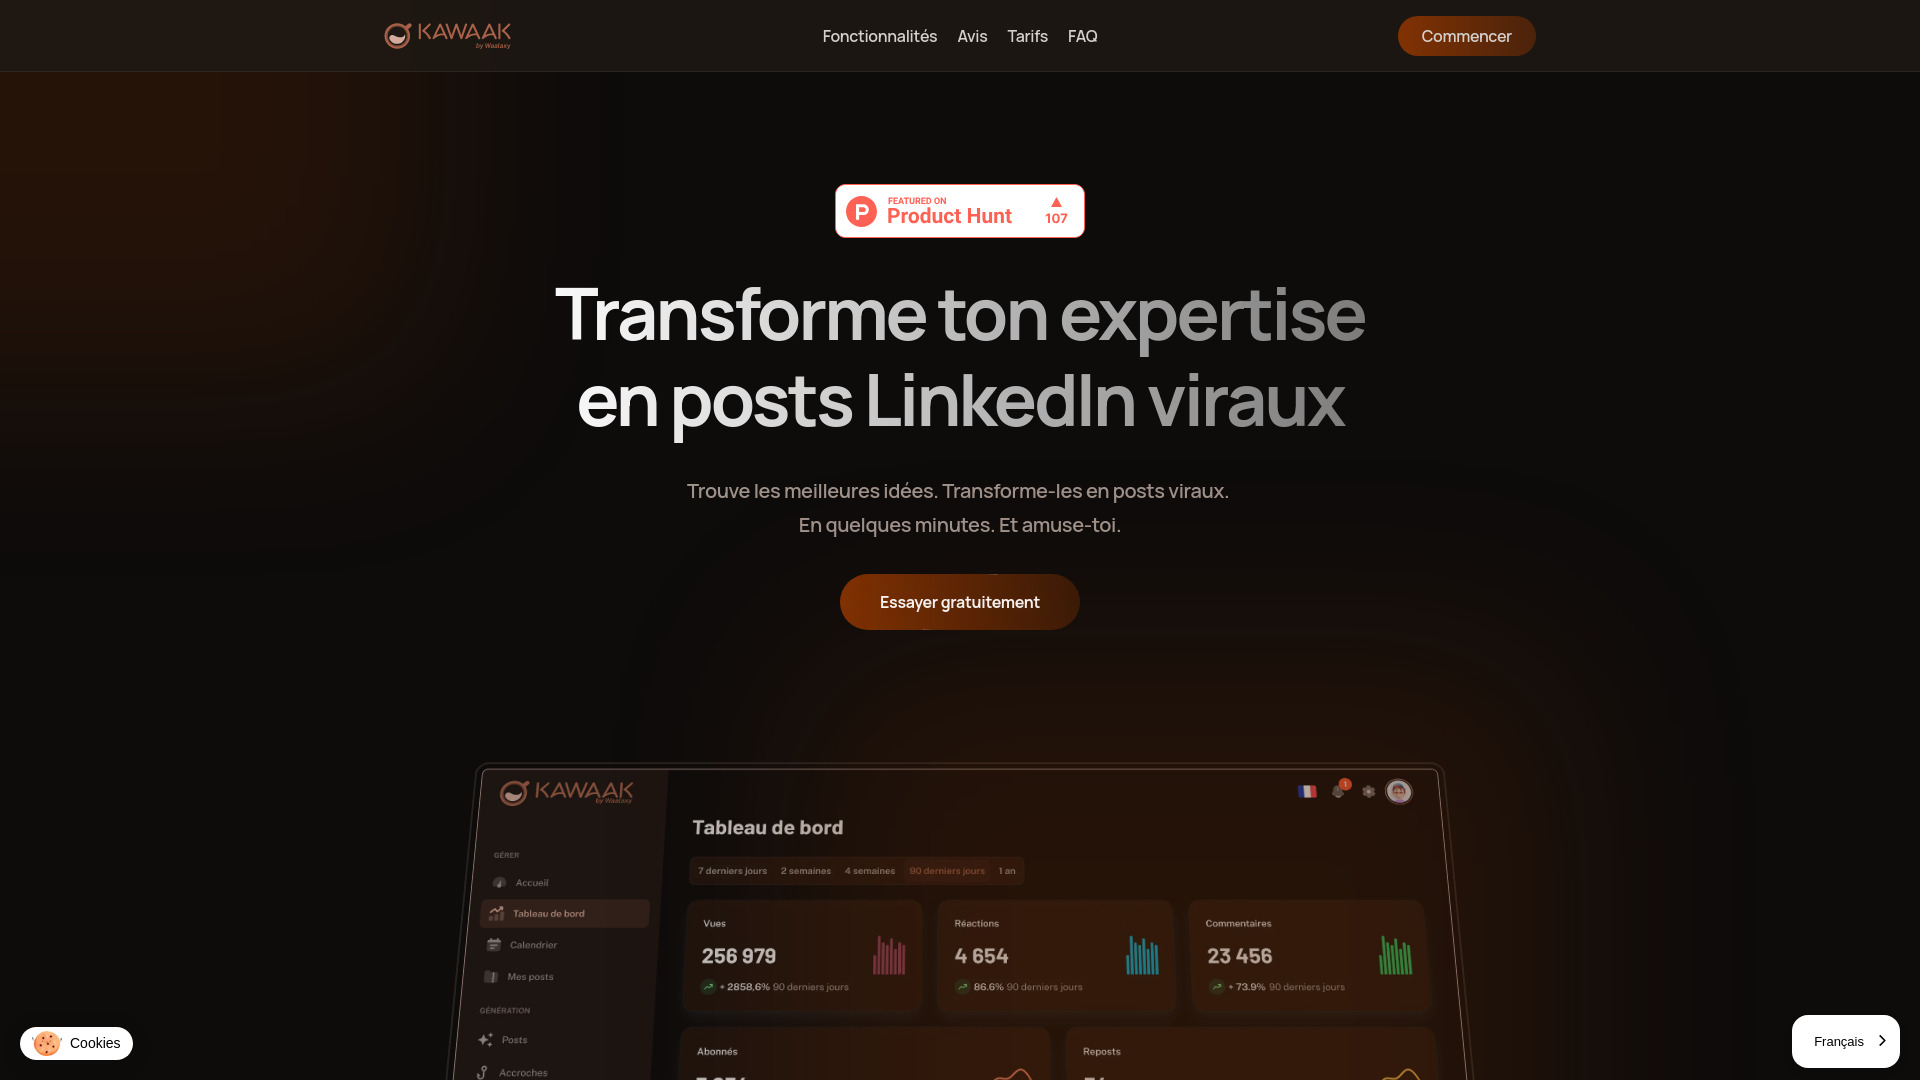 KAWAAK
by Waalaxy
Fonctionnalités Avis Tarifs FAQ
Commencer
FEATURED ON
Product Hunt
107
Transforme ton expertise
en posts LinkedIn viraux
Trouve les meilleures idées. Transforme-les en posts viraux.
En quelques minutes. Et amuse-toi.
Essayer gratuitement
KAWAAK
by Waalaxy
1
Tableau de bord
7 derniers jours 2 semaines 4 semaines 90 derniers jours 1 an
GÉRER
Accueil
Tableau de bord
Calendrier
Mes posts
GÉNÉRATION
Posts
Accroches
Vues
256 979
+ 2858,6% 90 derniers jours
Réactions
4 654
86.6% 90 derniers jours
Commentaires
23 456
+ 73.9% 90 derniers jours
Abonnés
Reposts
Cookies
Français